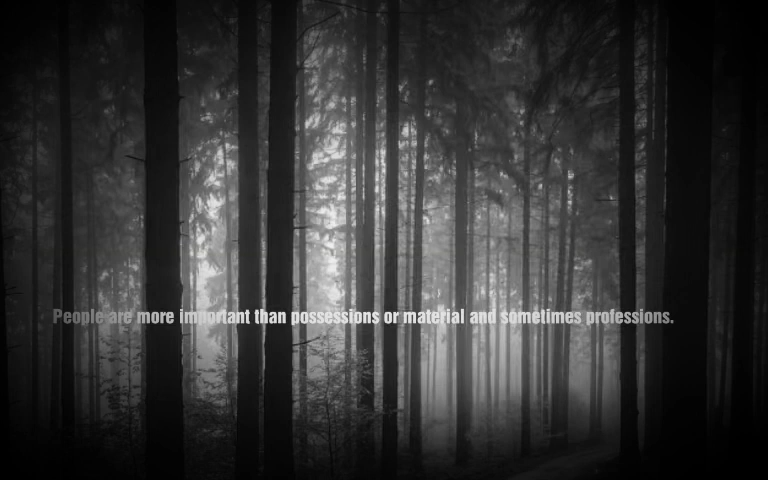 People are more important than possessions or material and sometimes professions.